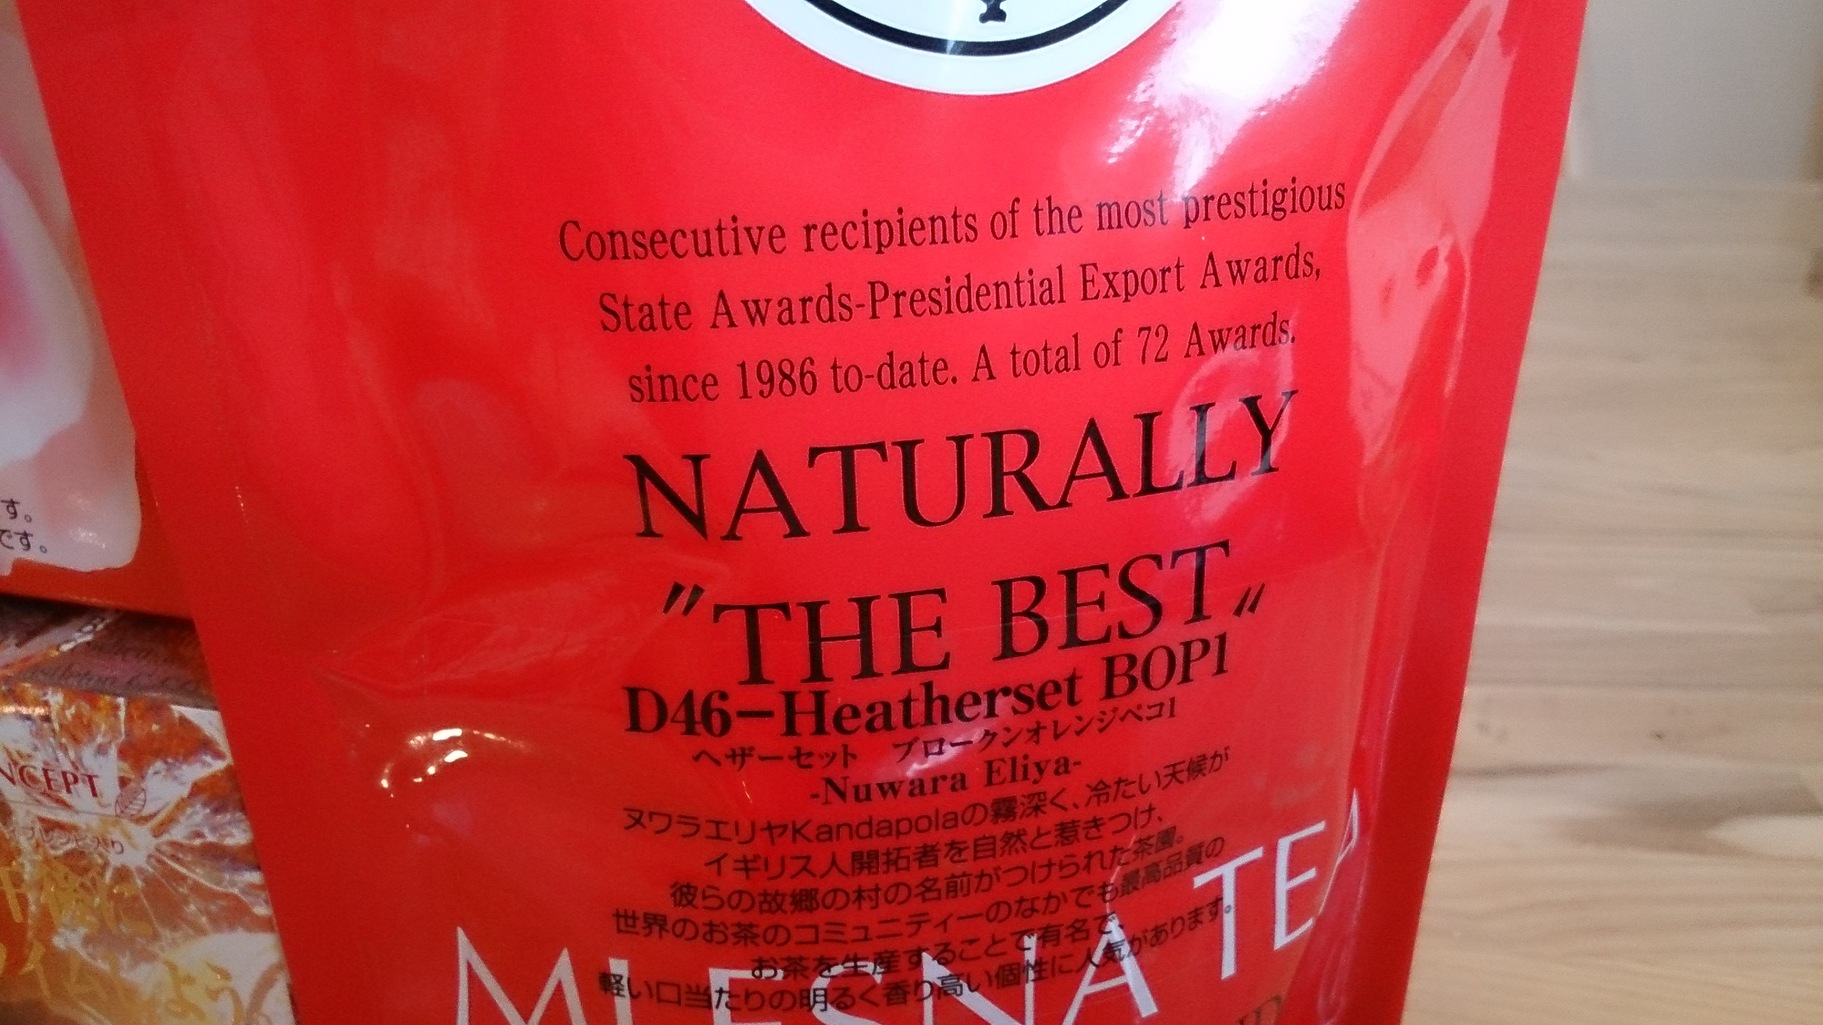 Consecutive recipients of the most prestigious
State Awards-Presidential Export Awards,
since 1986 to-date. A total of 72 Awards.
NATURALLY
"THE BEST„
D46-Heatherset BOP1
ヘザーセット ブロークンオレンジペコ1
-Nuwara Eliya-
ヌワラエリヤKandapolaの霧深く、冷たい天候が
イギリス人開拓者を自然と惹きつけ、
彼らの故郷の村の名前がつけられた茶園。
世界のお茶のコミュニティーのなかでも最高品質の
お茶を生産することで有名で、
軽い口当たりの明るく香り高い個性に人気があります。
MLESNA TEA
す。
です。
NCEPT